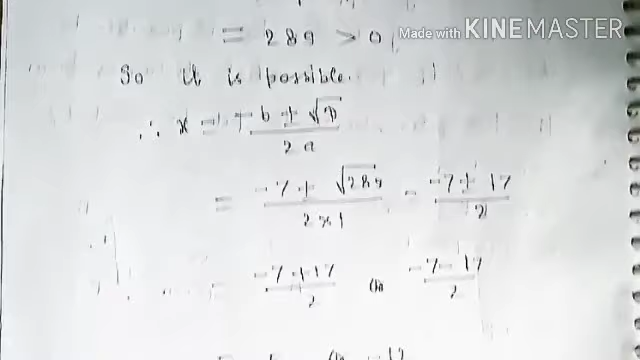 = 289 > 0
Made with KINEMASTER
So it is possible.
∴ x = -b ± √D / 2a
= -7 ± √289 / 2×1 = -7 ± 17 / 2
= -7+17 / 2 or -7-17 / 2